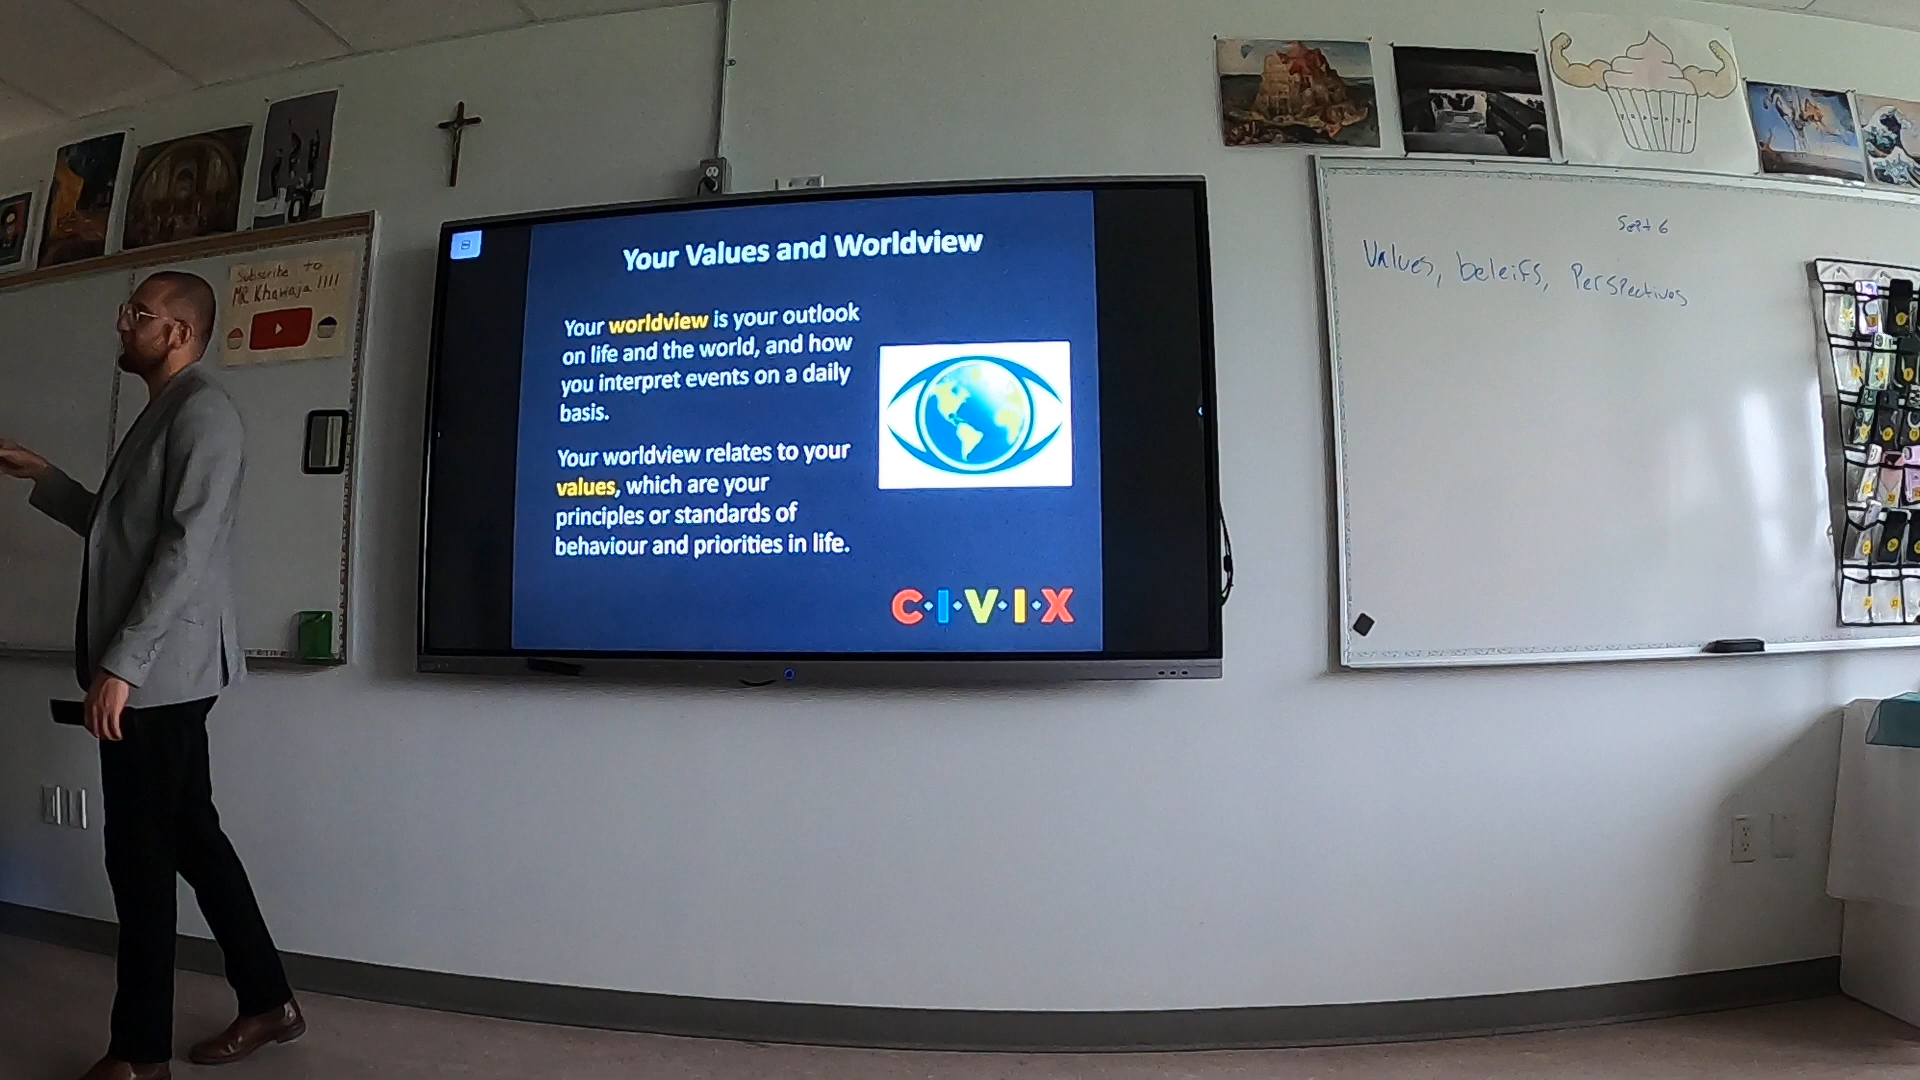 Subscribe to
MR. Khawaja !!!!
Your Values and Worldview
Your worldview is your outlook
on life and the world, and how
you interpret events on a daily
basis.
Your worldview relates to your
values, which are your
principles or standards of
behaviour and priorities in life.
C·I·V·I·X
Sept 6
Values, beleifs, Perspectives